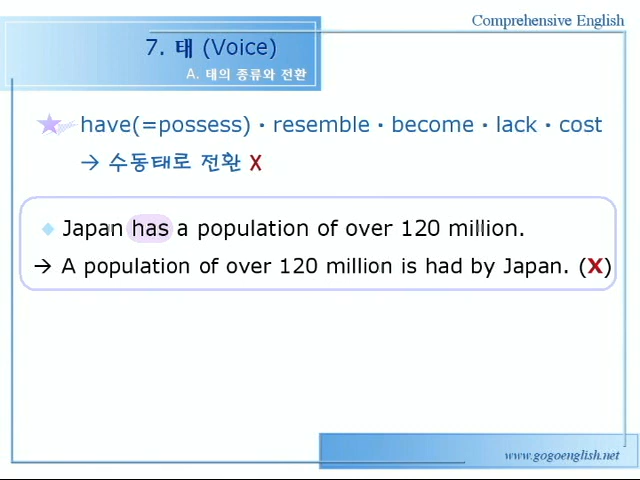 Comprehensive English
7. 태 (Voice)
A. 태의 종류와 전환
have(=possess)・resemble・become・lack・cost
→ 수동태로 전환 X
Japan has a population of over 120 million.
→ A population of over 120 million is had by Japan. (X)
www.gogoenglish.net